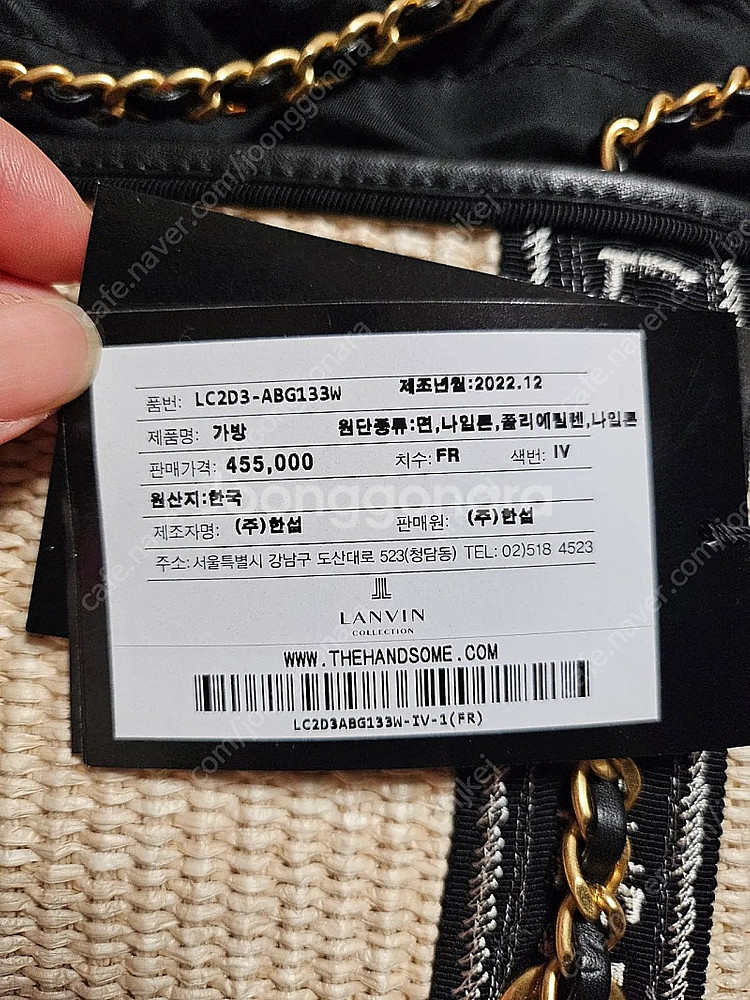 품번: LC2D3-ABG133W 제조년월:2022.12
제품명: 가방 원단종류:면,나일론,폴리에틸렌,나일론
판매가격: 455,000 치수: FR 색번: IV
원산지:한국
제조자명: (주)한섬 판매원: (주)한섬
주소: 서울특별시 강남구 도산대로 523(청담동) TEL: 02)518 4523
LANVIN
COLLECTION
WWW.THEHANDSOME.COM
LC2D3ABG133W-IV-1(FR)
joonggonara
cafe.naver.com/joonggonara